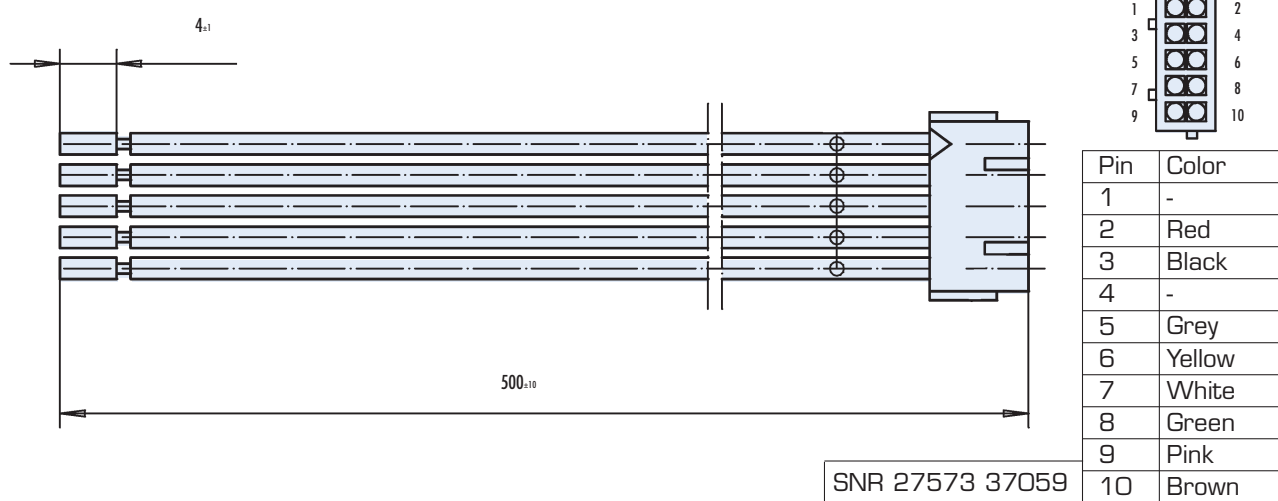 4±1
1 2
3 4
5 6
7 8
9 10
Pin Color
1 -
2 Red
3 Black
4 -
5 Grey
6 Yellow
7 White
8 Green
9 Pink
10 Brown
500±10
SNR 27573 37059